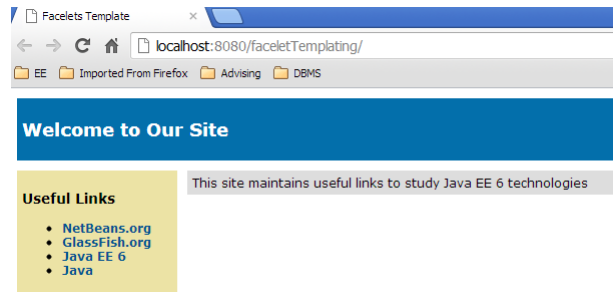 Facelets Template
localhost:8080/faceletTemplating/
EE Imported From Firefox Advising DBMS
Welcome to Our Site
Useful Links
NetBeans.org
GlassFish.org
Java EE 6
Java
This site maintains useful links to study Java EE 6 technologies